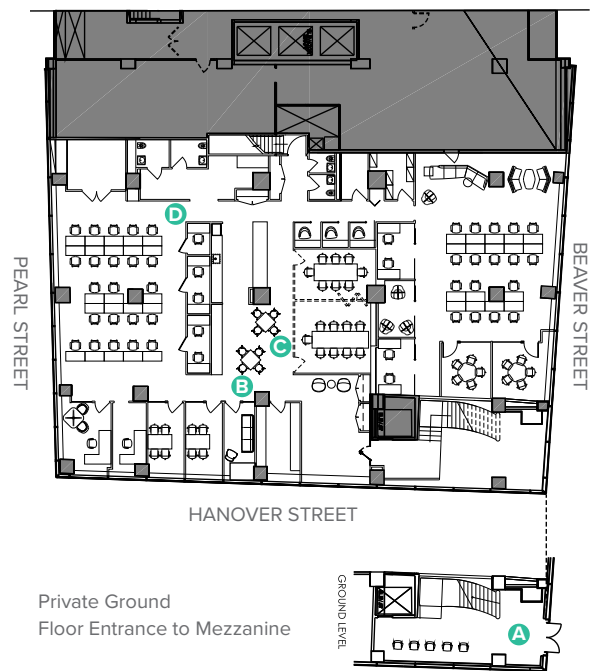 D
PEARL STREET
BEAVER STREET
C
B
HANOVER STREET
GROUND LEVEL
Private Ground
Floor Entrance to Mezzanine
A